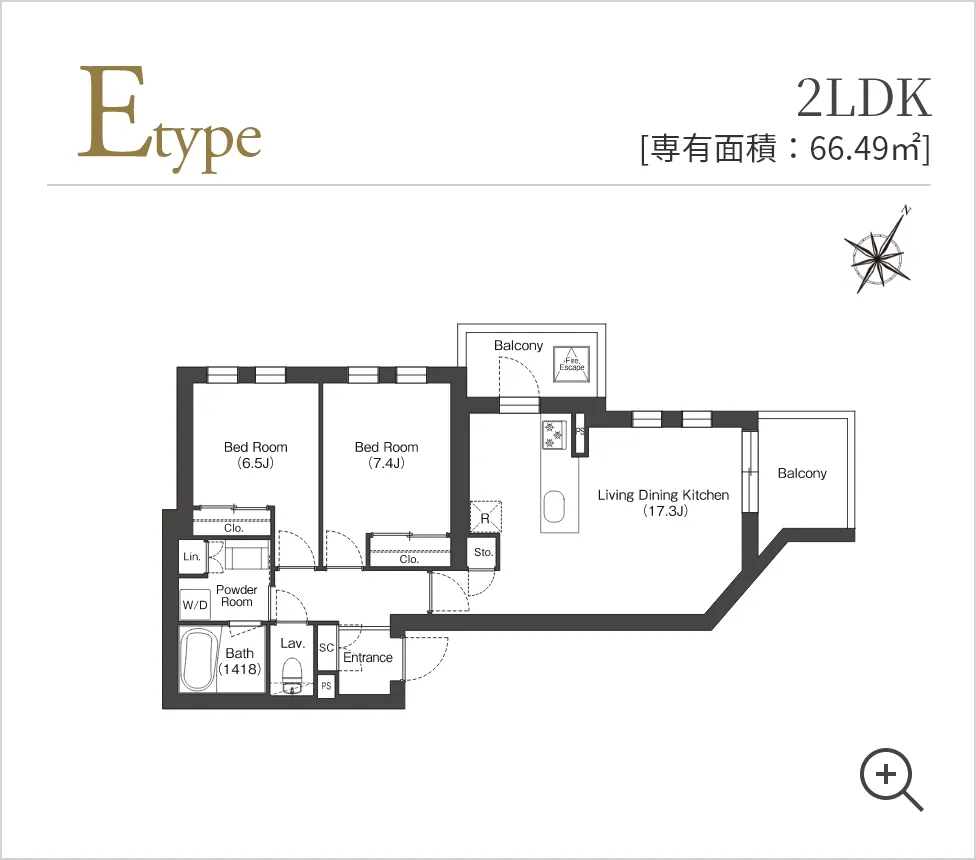 Etype
2LDK
[専有面積：66.49㎡]
N
Balcony
Fire
Escape
Bed Room
(6.5J)
Bed Room
(7.4J)
PS
Living Dining Kitchen
(17.3J)
Balcony
R
Clo.
Clo.
Sto.
Lin.
Powder
Room
W/D
Bath
(1418)
Lav.
SC
Entrance
PS